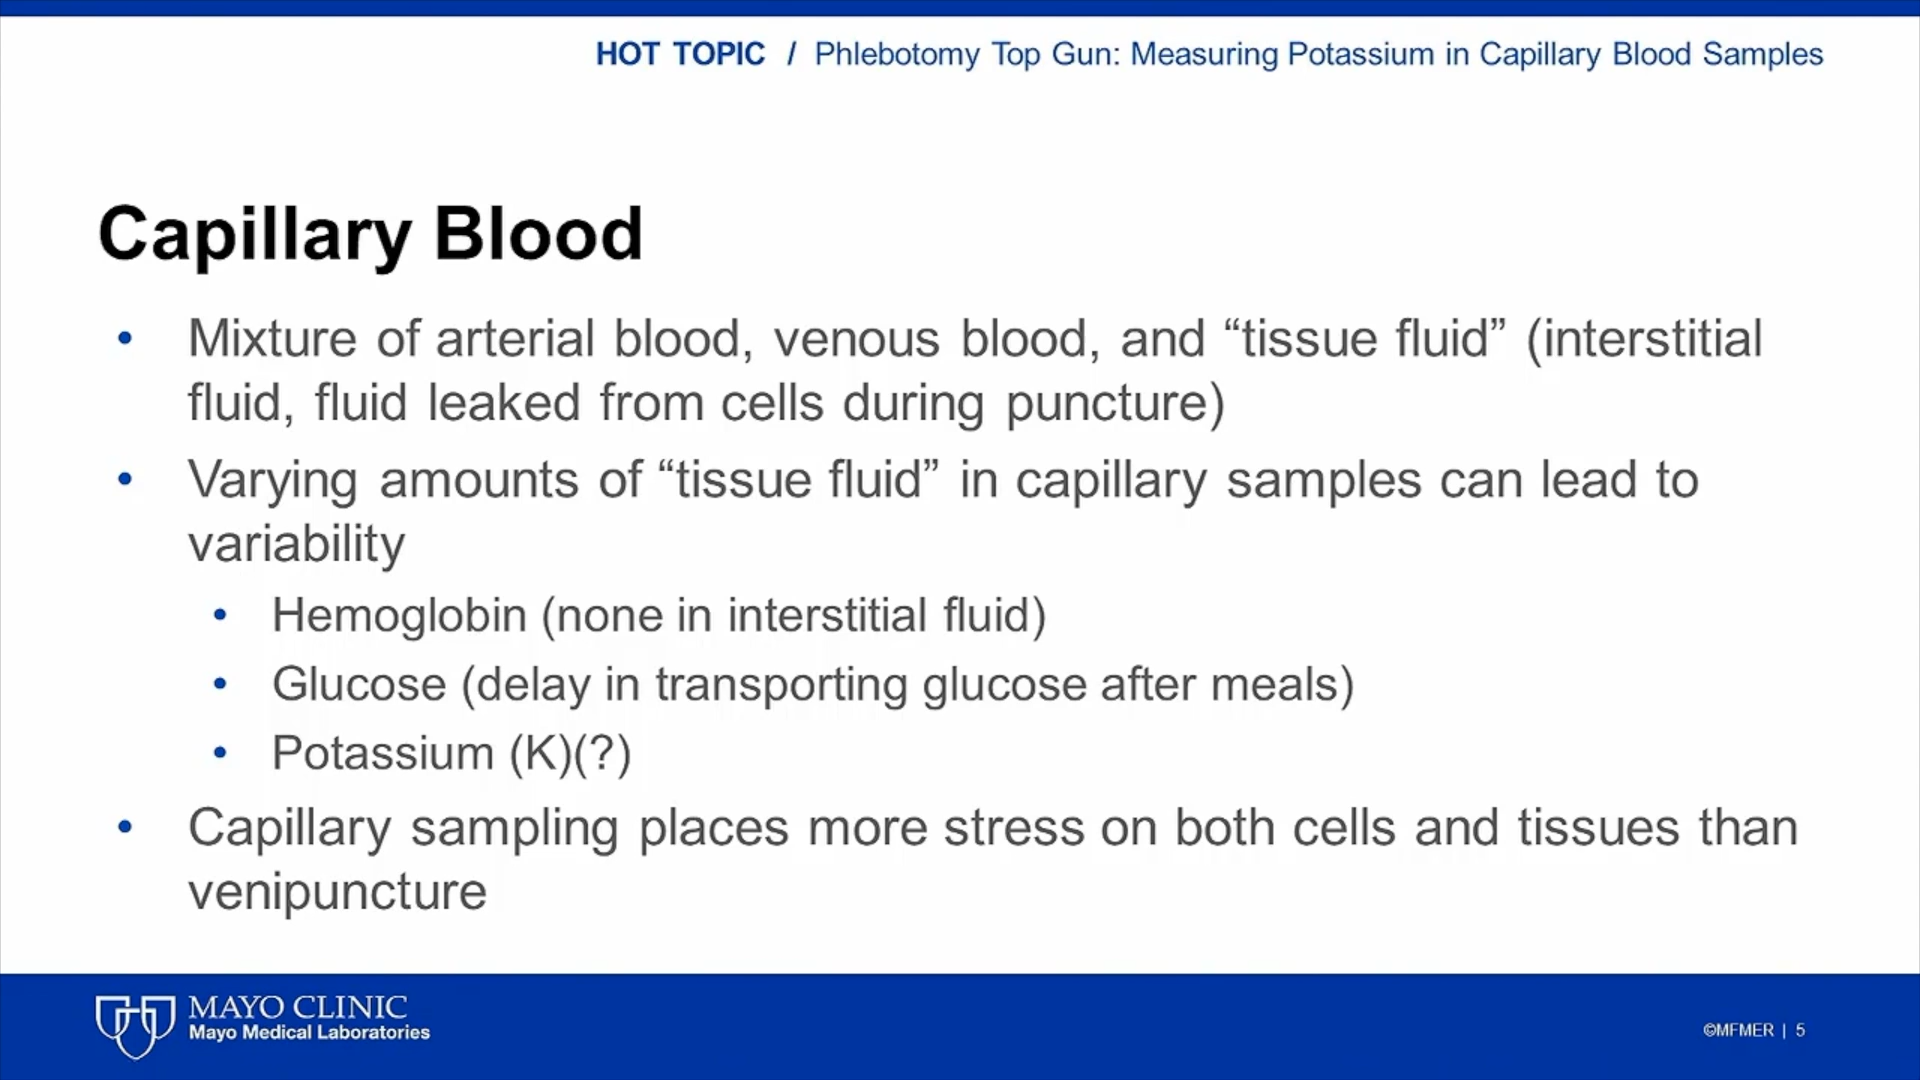 HOT TOPIC / Phlebotomy Top Gun: Measuring Potassium in Capillary Blood Samples
Capillary Blood
• Mixture of arterial blood, venous blood, and “tissue fluid” (interstitial
fluid, fluid leaked from cells during puncture)
• Varying amounts of “tissue fluid” in capillary samples can lead to
variability
• Hemoglobin (none in interstitial fluid)
• Glucose (delay in transporting glucose after meals)
• Potassium (K)(?)
• Capillary sampling places more stress on both cells and tissues than
venipuncture
MAYO CLINIC
Mayo Medical Laboratories
©MFMER | 5